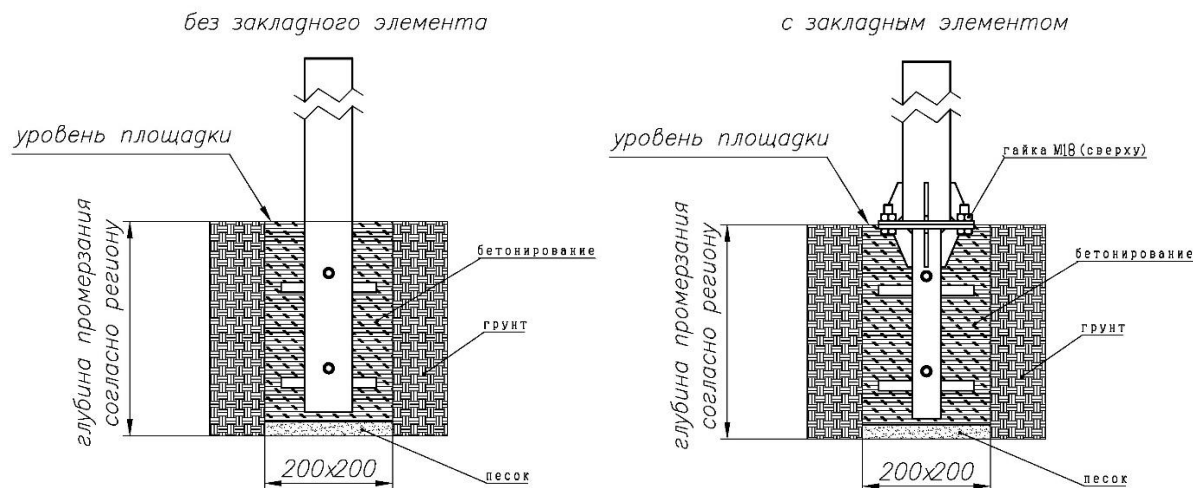 без закладного элемента
уровень площадки
глубина промерзания
согласно региону
бетонирование
грунт
200х200
песок
с закладным элементом
уровень площадки
гайка М18 (сверху)
глубина промерзания
согласно региону
бетонирование
грунт
200х200
песок